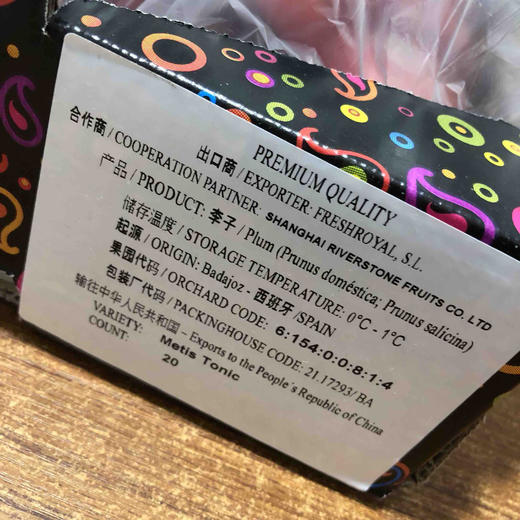 PREMIUM QUALITY
出口商 / EXPORTER: FRESHROYAL, S.L.
合作商 / COOPERATION PARTNER: SHANGHAI RIVERSTONE FRUITS CO. LTD
产品 / PRODUCT: 李子 / Plum (Prunus doméstica; Prunus salicina)
储存温度 / STORAGE TEMPERATURE: 0°C - 1°C
起源 / ORIGIN: Badajoz - 西班牙 /SPAIN
果园代码 / ORCHARD CODE: 6:154:0:0:8:1:4
包装厂代码 / PACKINGHOUSE CODE: 21.17293/ BA
输往中华人民共和国 – Exports to the People's Republic of China
VARIETY: Metis Tonic
COUNT: 20